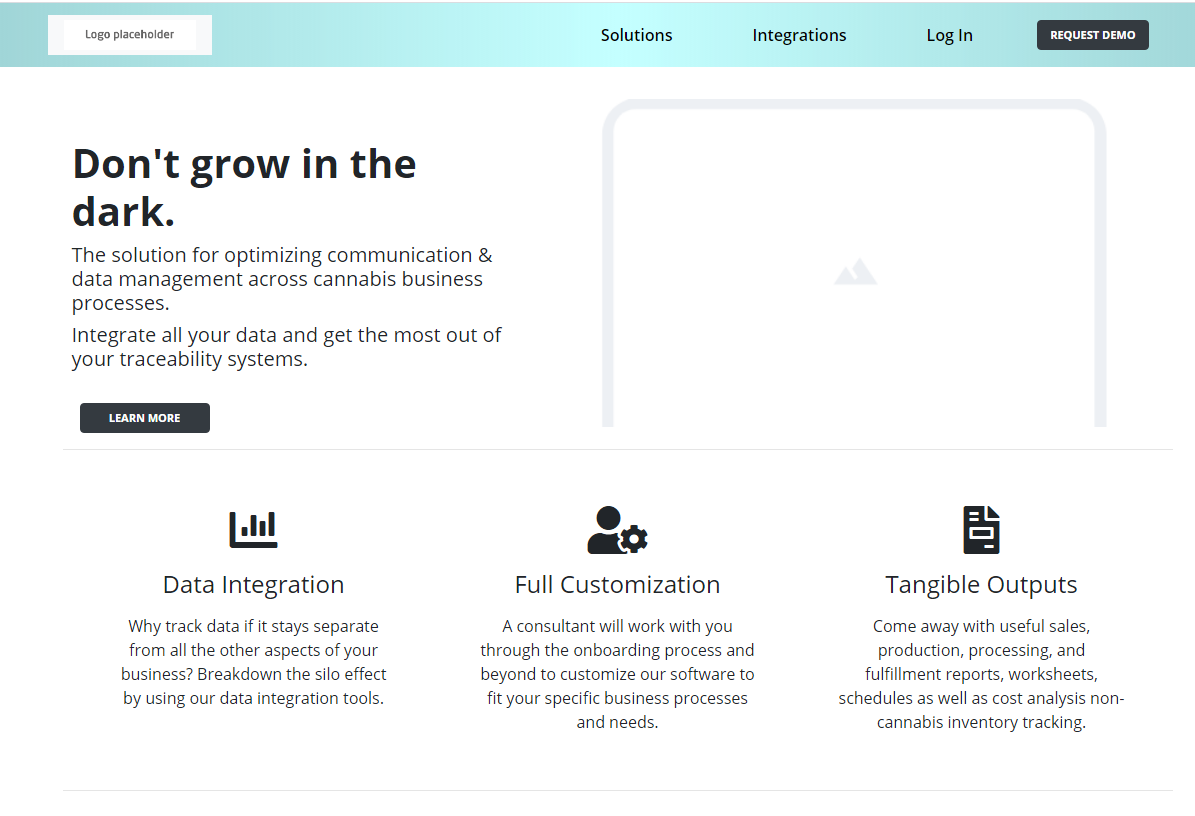 Logo placeholder
Solutions
Integrations
Log In
REQUEST DEMO
Don't grow in the
dark.
The solution for optimizing communication &
data management across cannabis business
processes.
Integrate all your data and get the most out of
your traceability systems.
LEARN MORE
Data Integration
Why track data if it stays separate
from all the other aspects of your
business? Breakdown the silo effect
by using our data integration tools.
Full Customization
A consultant will work with you
through the onboarding process and
beyond to customize our software to
fit your specific business processes
and needs.
Tangible Outputs
Come away with useful sales,
production, processing, and
fulfillment reports, worksheets,
schedules as well as cost analysis non-
cannabis inventory tracking.